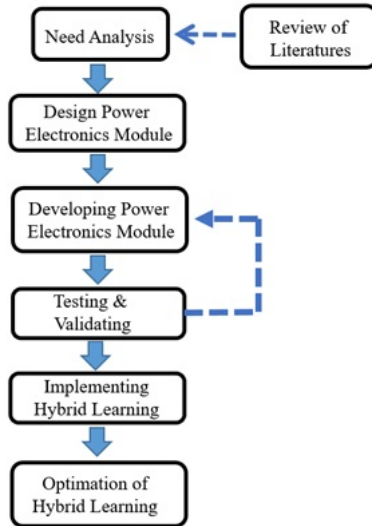 Need Analysis
Review of
Literatures
Design Power
Electronics Module
Developing Power
Electronics Module
Testing &
Validating
Implementing
Hybrid Learning
Optimation of
Hybrid Learning